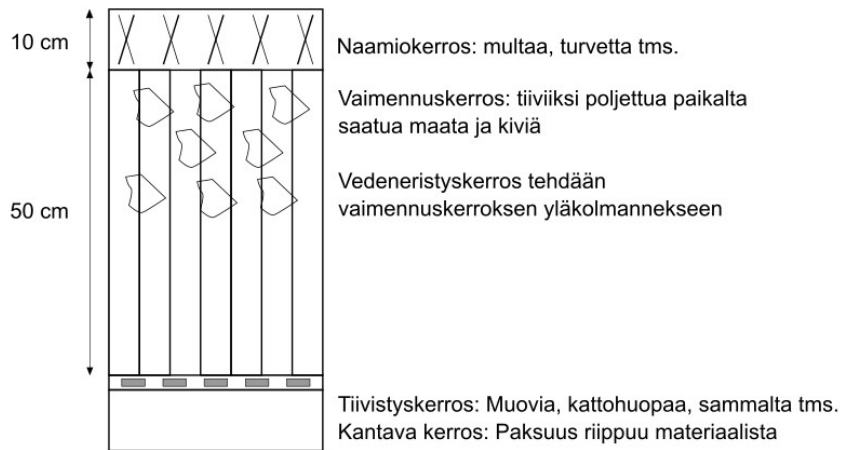 10 cm
Naamiokerros: multaa, turvetta tms.
Vaimennuskerros: tiiviiksi poljettua paikalta
saatua maata ja kiviä
50 cm
Vedeneristyskerros tehdään
vaimennuskerroksen yläkolmannekseen
Tiivistyskerros: Muovia, kattohuopaa, sammalta tms.
Kantava kerros: Paksuus riippuu materiaalista